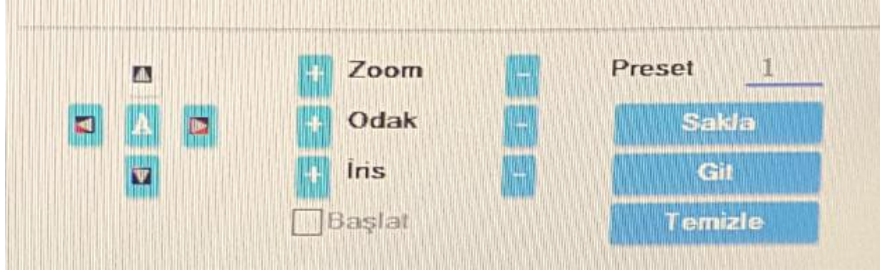 + Zoom - Preset 1
A + Odak - Sakla
+ İris - Git
Başlat Temizle